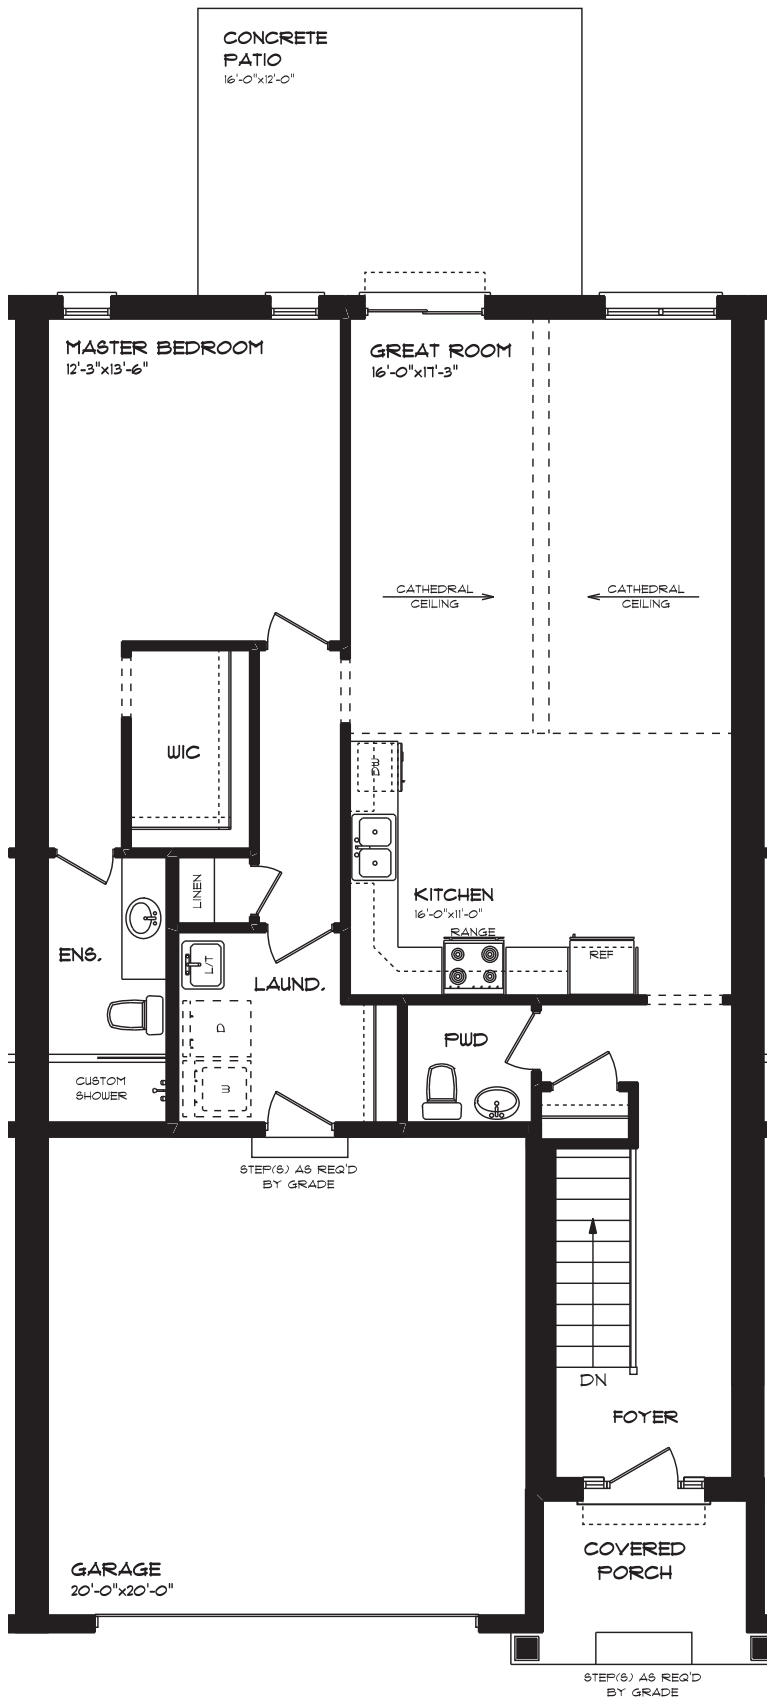 CONCRETE
PATIO
16'-0"x12'-0"
MASTER BEDROOM
12'-3"x13'-6"
GREAT ROOM
16'-0"x17'-3"
CATHEDRAL
CEILING
CATHEDRAL
CEILING
WIC
DW
LINEN
KITCHEN
16'-0"x11'-0"
RANGE
REF
ENS.
L/T
LAUND.
D
W
PWD
CUSTOM
SHOWER
STEP(S) AS REQ'D
BY GRADE
DN
FOYER
GARAGE
20'-0"x20'-0"
COVERED
PORCH
STEP(S) AS REQ'D
BY GRADE